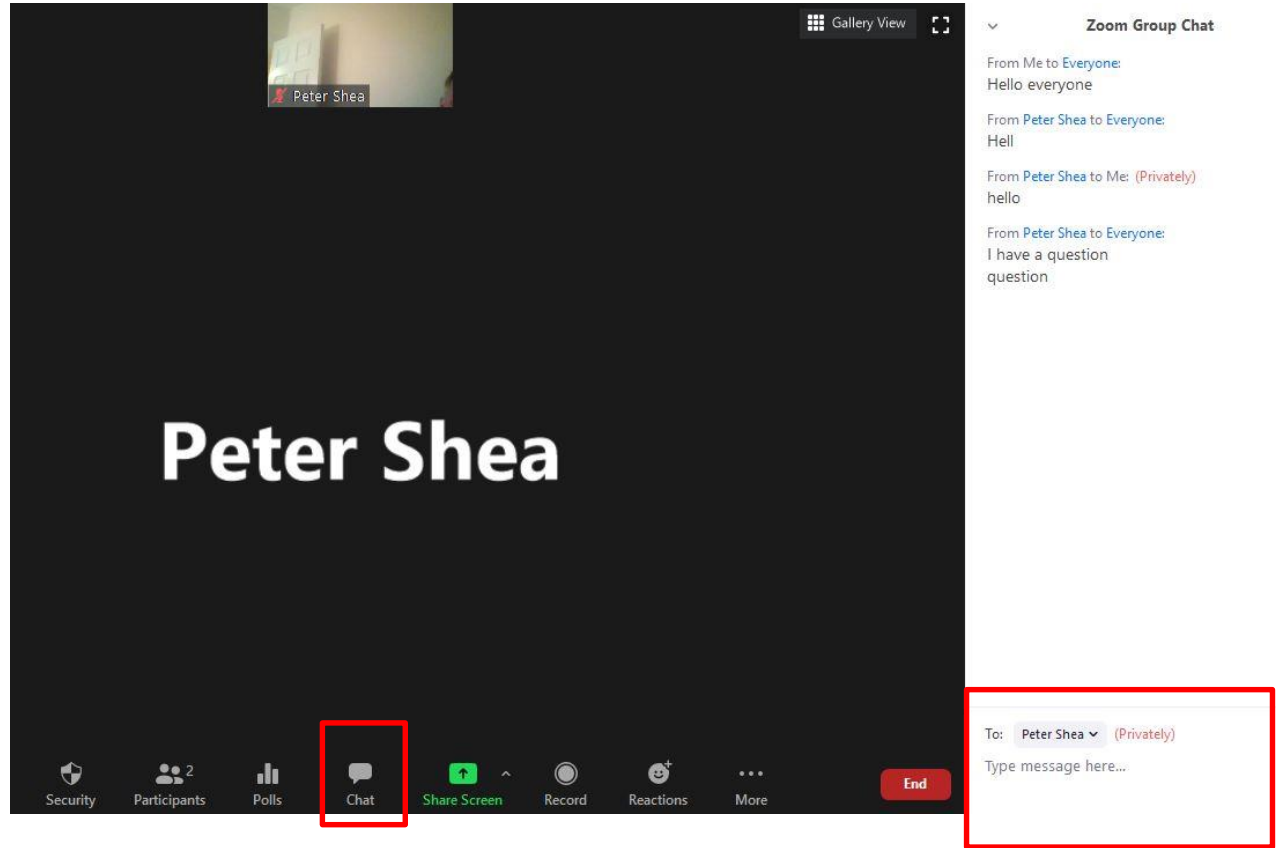 Gallery View
Peter Shea
Peter Shea
Security
Participants 2
Polls
Chat
Share Screen
Record
Reactions
More
End
Zoom Group Chat
From Me to Everyone:
Hello everyone
From Peter Shea to Everyone:
Hell
From Peter Shea to Me: (Privately)
hello
From Peter Shea to Everyone:
I have a question
question
To: Peter Shea (Privately)
Type message here...